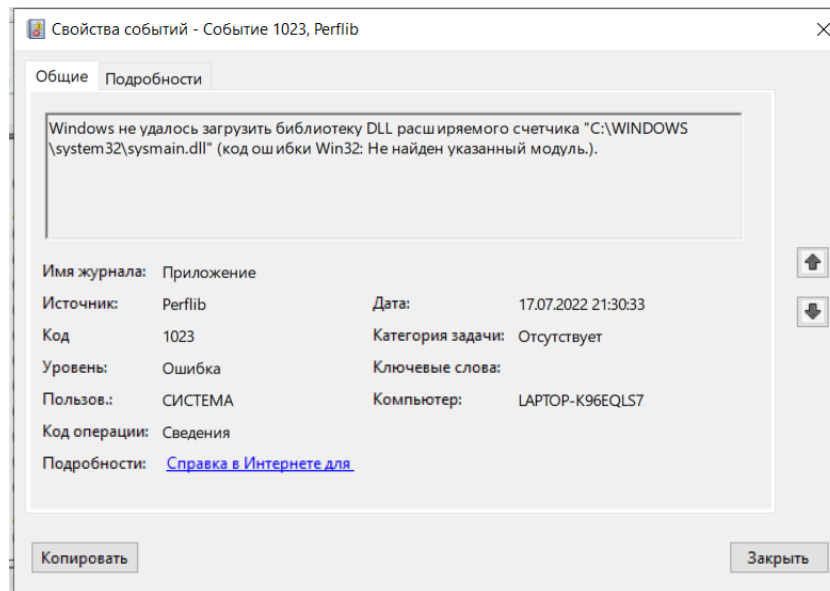 Свойства событий - Событие 1023, Perflib
Общие Подробности
Windows не удалось загрузить библиотеку DLL расширяемого счетчика "C:\WINDOWS
\system32\sysmain.dll" (код ошибки Win32: Не найден указанный модуль.).
Имя журнала: Приложение
Источник: Perflib Дата: 17.07.2022 21:30:33
Код 1023 Категория задачи: Отсутствует
Уровень: Ошибка Ключевые слова:
Пользов.: СИСТЕМА Компьютер: LAPTOP-K96EQLS7
Код операции: Сведения
Подробности: Справка в Интернете для
Копировать Закрыть